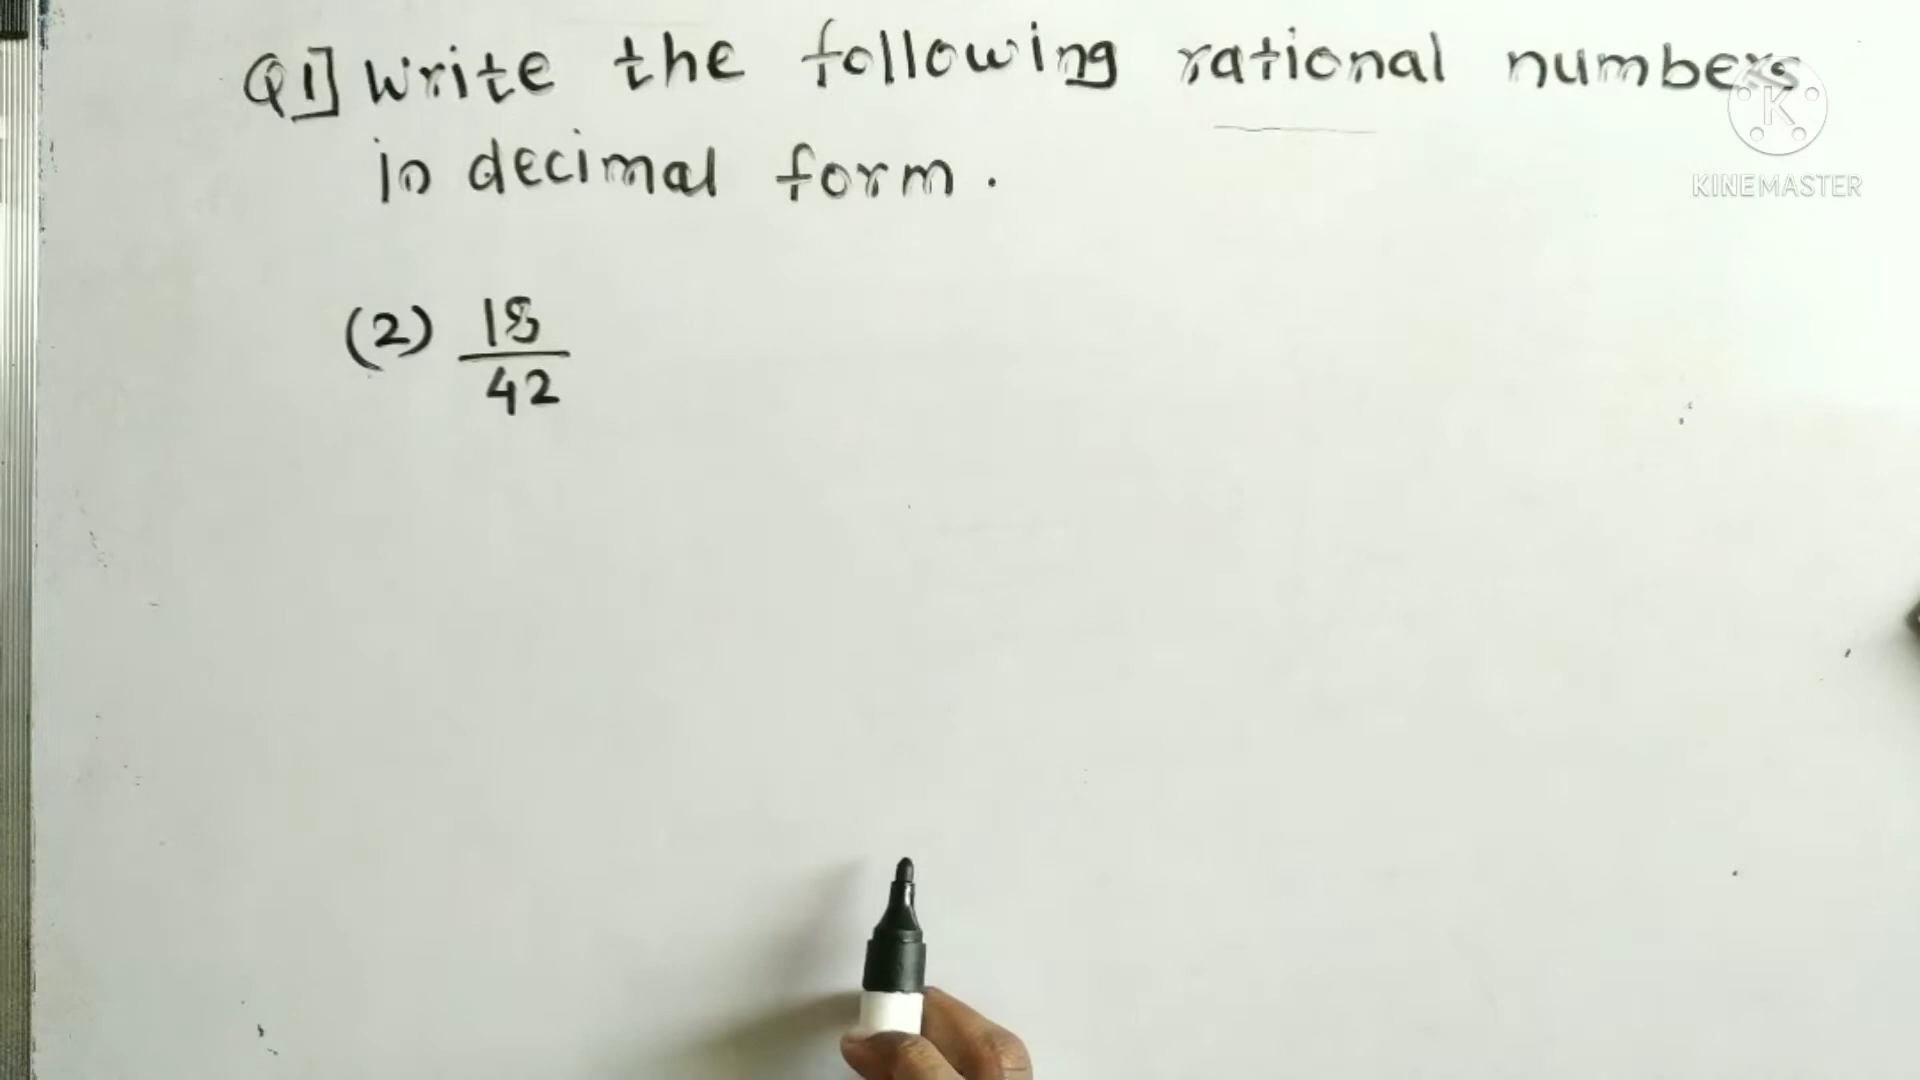 Q1] Write the following rational numbers
in decimal form.
(2) 18/42
KINEMASTER